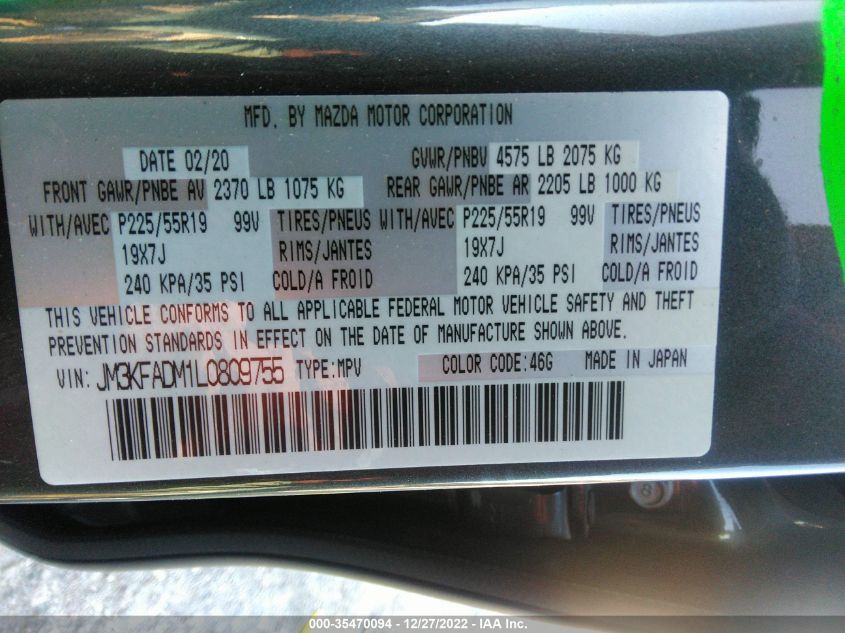 MFD. BY MAZDA MOTOR CORPORATION
DATE 02/20 GVWR/PNBV 4575 LB 2075 KG
FRONT GAWR/PNBE AV 2370 LB 1075 KG REAR GAWR/PNBE AR 2205 LB 1000 KG
WITH/AVEC P225/55R19 99V TIRES/PNEUS WITH/AVEC P225/55R19 99V TIRES/PNEUS
19X7J RIMS/JANTES 19X7J RIMS/JANTES
240 KPA/35 PSI COLD/A FROID 240 KPA/35 PSI COLD/A FROID
THIS VEHICLE CONFORMS TO ALL APPLICABLE FEDERAL MOTOR VEHICLE SAFETY AND THEFT
PREVENTION STANDARDS IN EFFECT ON THE DATE OF MANUFACTURE SHOWN ABOVE.
VIN: JM3KFADM1L0809755 TYPE:MPV COLOR CODE:46G MADE IN JAPAN
8
000-35470094 - 12/27/2022 - IAA Inc.